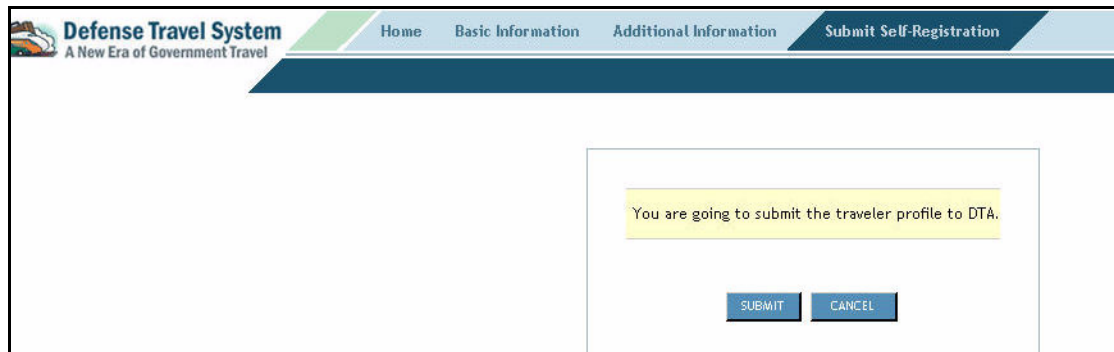 Defense Travel System
A New Era of Government Travel
Home Basic Information Additional Information Submit Self-Registration
You are going to submit the traveler profile to DTA.
SUBMIT CANCEL